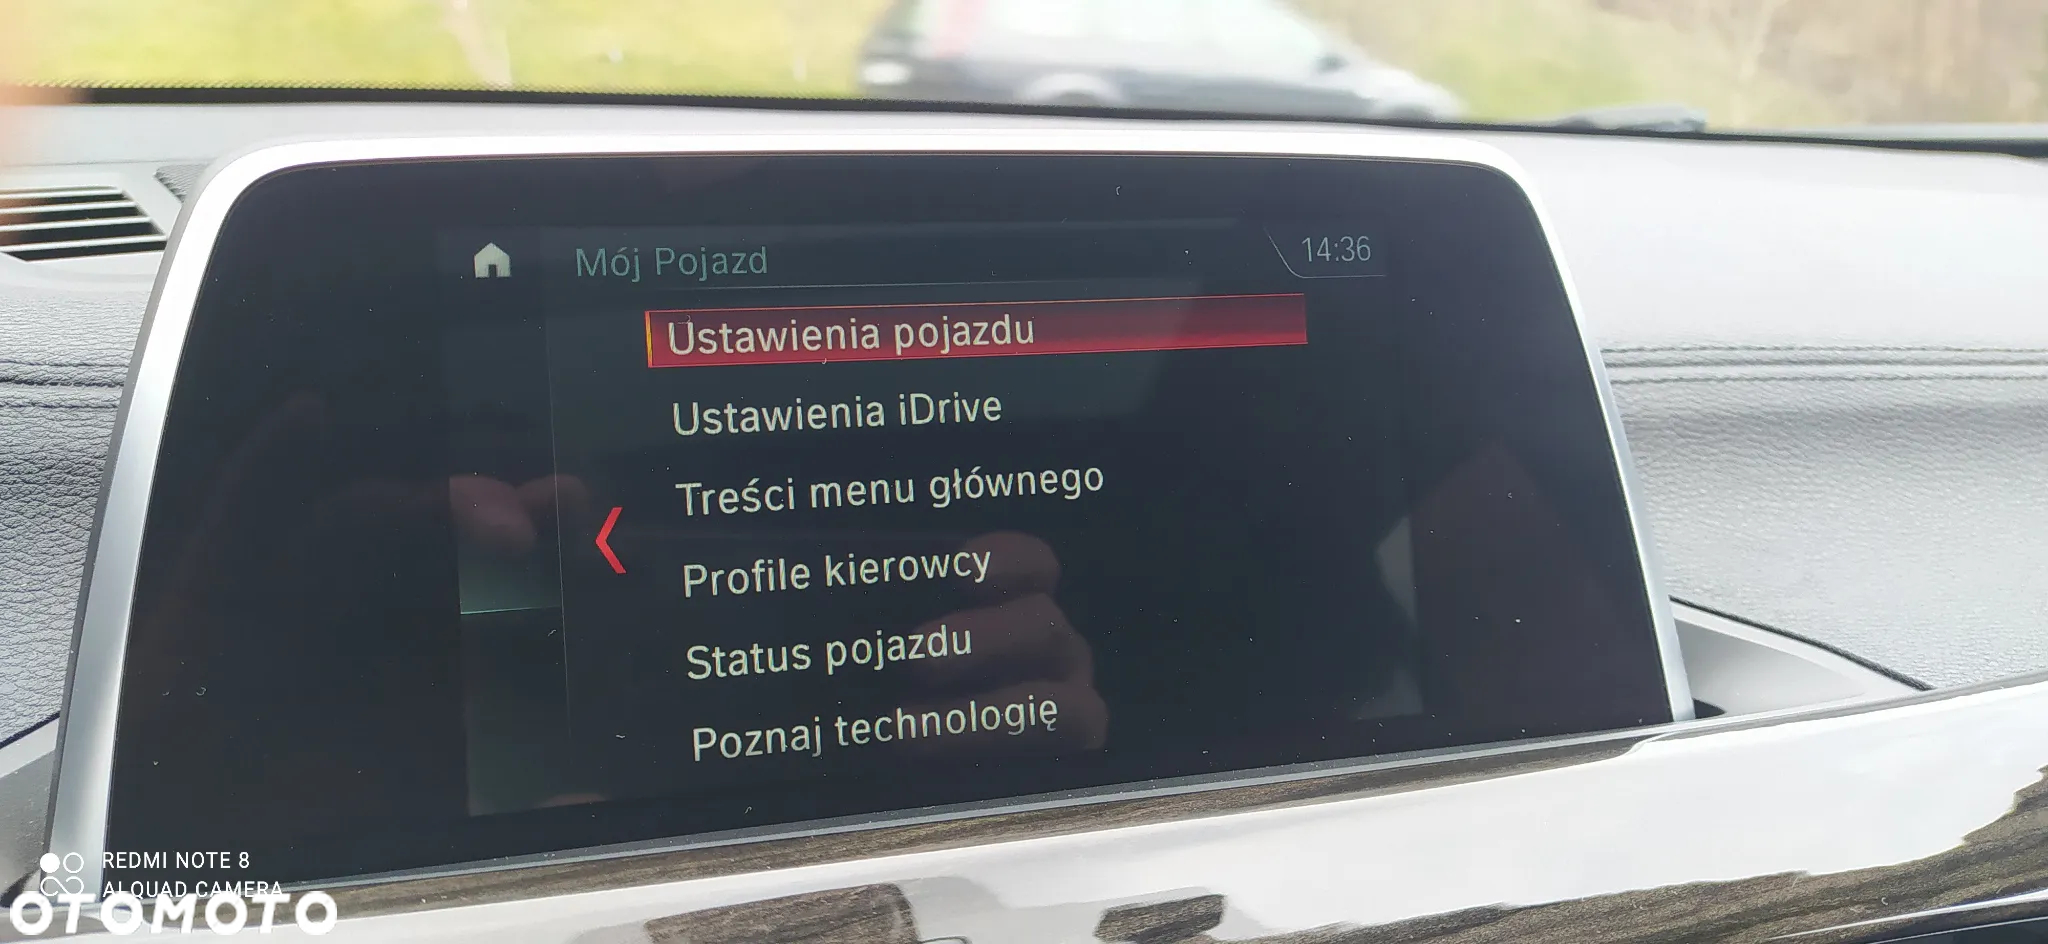 Mój Pojazd
14:36
Ustawienia pojazdu
Ustawienia iDrive
Treści menu głównego
Profile kierowcy
Status pojazdu
Poznaj technologię
REDMI NOTE 8
AI QUAD CAMERA
OTOMOTO